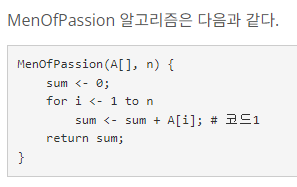 MenOfPassion 알고리즘은 다음과 같다.
MenOfPassion(A[], n) {
    sum <- 0;
    for i <- 1 to n
        sum <- sum + A[i]; # 코드1
    return sum;
}